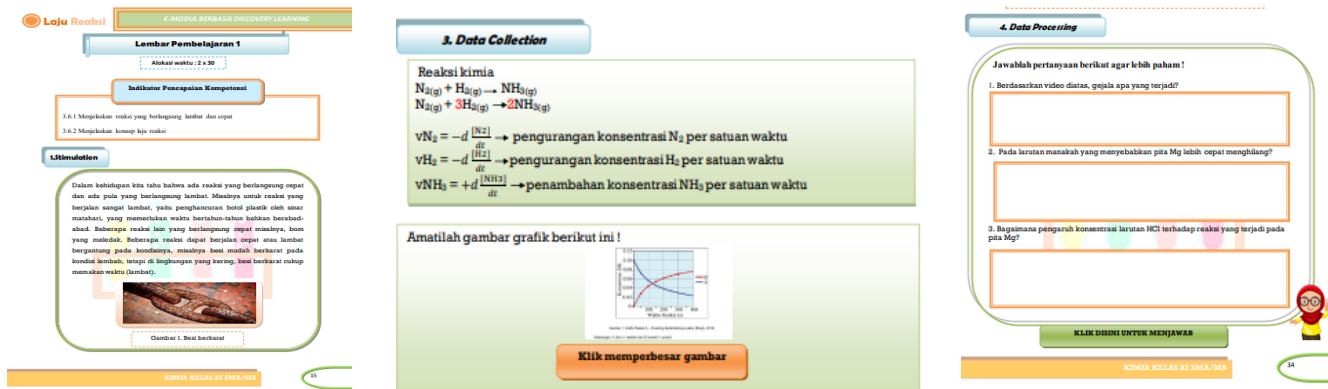 Laju Reaksi
E-MODUL BERBASIS DISCOVERY LEARNING
Lembar Pembelajaran 1
Alokasi waktu : 2 x 30
Indikator Pencapaian Kompetensi
3.6.1 Menjelaskan reaksi yang berlangsung lambat dan cepat
3.6.2 Menjelaskan konsep laju reaksi
1.Stimulation
Dalam kehidupan kita tahu bahwa ada reaksi yang berlangsung cepat
dan ada pula yang berlangsung lambat. Misalnya untuk reaksi yang
berjalan sangat lambat, yaitu penghancuran botol plastik oleh sinar
matahari, yang memerlukan waktu bertahun-tahun bahkan berabad-
abad. Beberapa reaksi lain yang berlangsung cepat misalnya, bom
yang meledak. Beberapa reaksi dapat berjalan cepat atau lambat
bergantung pada kondisinya, misalnya besi mudah berkarat pada
kondisi lembab, tetapi di lingkungan yang kering, besi berkarat cukup
memakan waktu (lambat).
Gambar 1. Besi berkarat
KIMIA KELAS XI SMA/MA
15
3. Data Collection
Reaksi kimia
N₂(g) + H₂(g) → NH₃(g)
N₂(g) + 3H₂(g) → 2NH₃(g)
vN₂ = −d [N2]/dt → pengurangan konsentrasi N₂ per satuan waktu
vH₂ = −d [H2]/dt → pengurangan konsentrasi H₂ per satuan waktu
vNH₃ = +d [NH3]/dt → penambahan konsentrasi NH₃ per satuan waktu
Amatilah gambar grafik berikut ini !
Klik memperbesar gambar
4. Data Processing
Jawablah pertanyaan berikut agar lebih paham !
1. Berdasarkan video diatas, gejala apa yang terjadi?
2. Pada larutan manakah yang menyebabkan pita Mg lebih cepat menghilang?
3. Bagaimana pengaruh konsentrasi larutan HCl terhadap reaksi yang terjadi pada
pita Mg?
KLIK DISINI UNTUK MENJAWAB
KIMIA KELAS XI SMA/MA
34